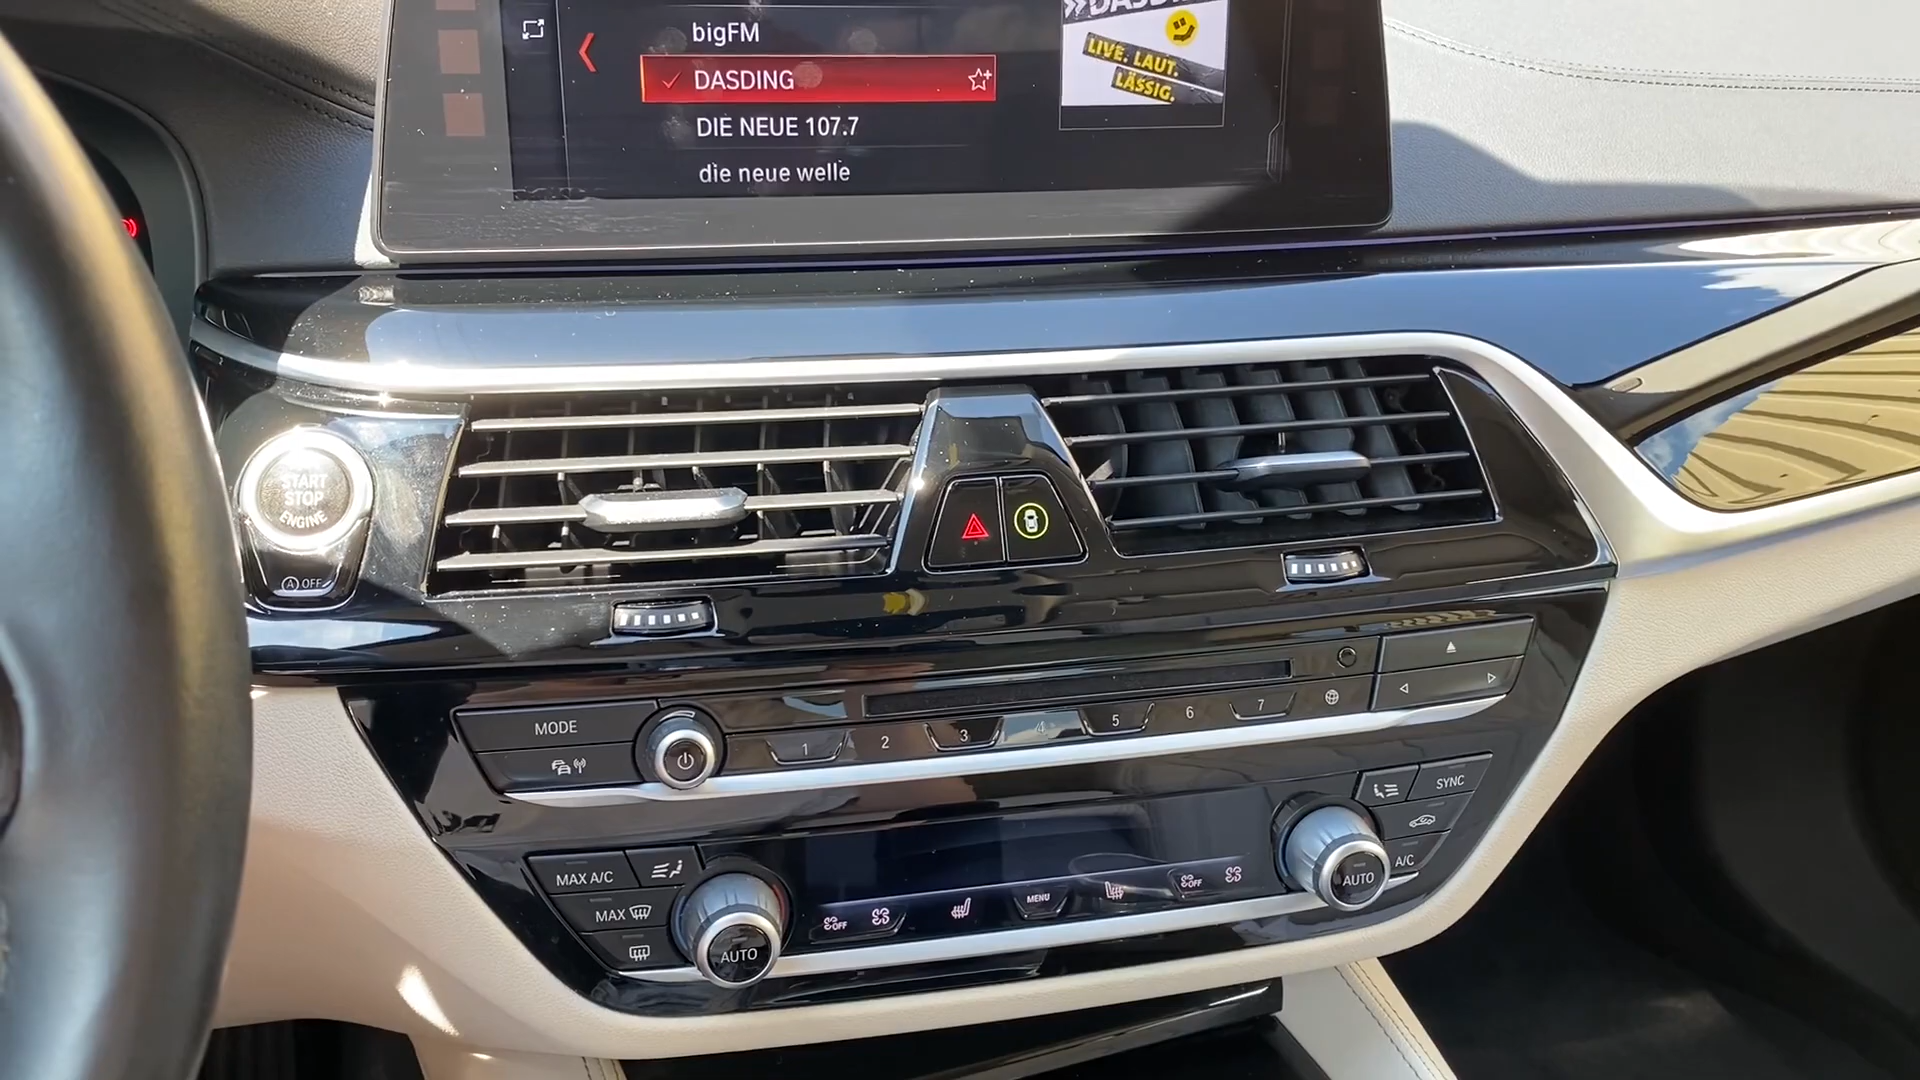 bigFM
DASDING
DIE NEUE 107.7
die neue welle
»DASDING
LIVE. LAUT.
LÄSSIG.
START
STOP
ENGINE
A OFF
MODE
1 2 3 4 5 6 7
MAX A/C
MAX
AUTO
OFF
MENU
OFF
SYNC
A/C
AUTO